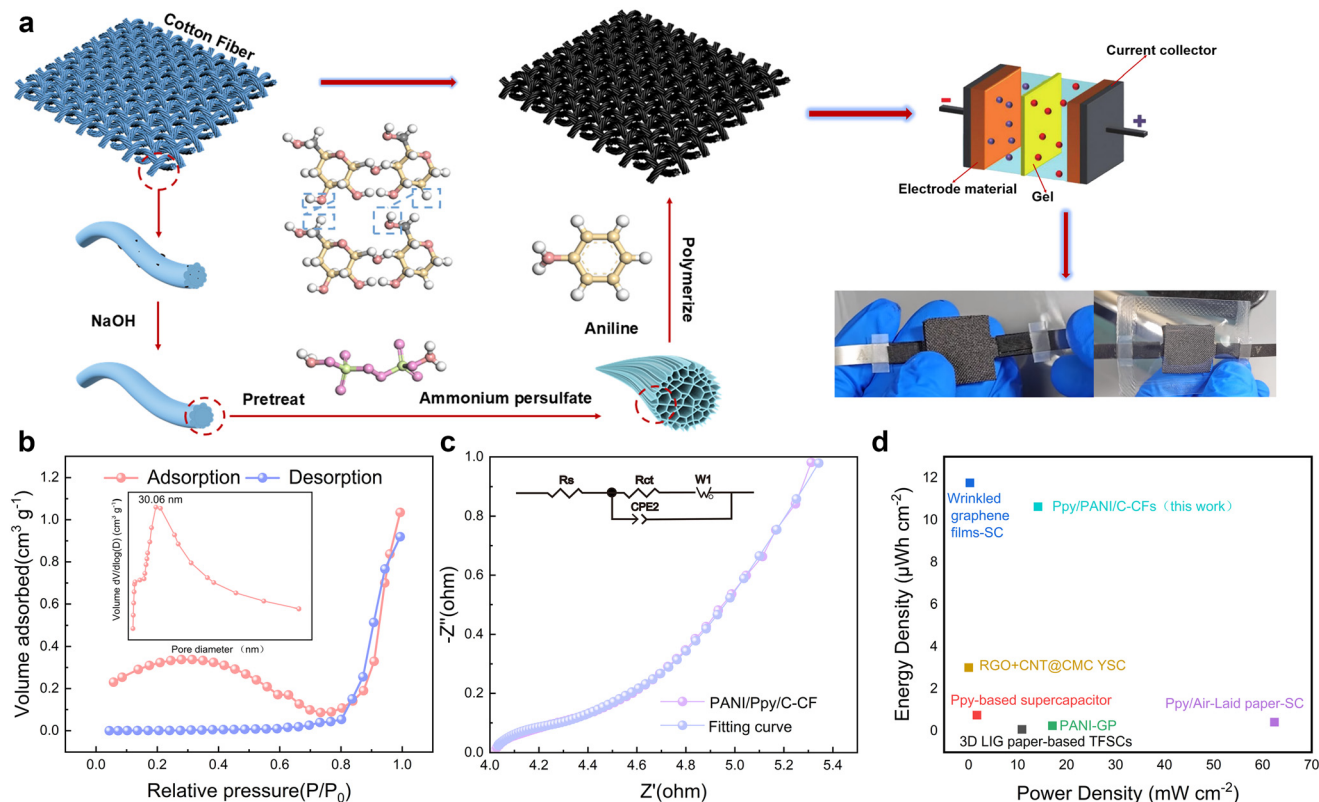 a
Cotton Fiber
NaOH
Pretreat
Ammonium persulfate
Aniline
Polymerize
Current collector
-
+
Electrode material
Gel
b
Adsorption
Desorption
30.06 nm
Volume dV/dlog(D) (cm³ g⁻¹)
Pore diameter （nm）
Volume adsorbed(cm³ g⁻¹)
1.2
1.0
0.8
0.6
0.4
0.2
0.0
0.0 0.2 0.4 0.6 0.8 1.0
Relative pressure(P/P₀)
c
Rs
Rct
W1
CPE2
PANI/Ppy/C-CF
Fitting curve
-Z''(ohm)
1.0
0.8
0.6
0.4
0.2
0.0
4.0 4.2 4.4 4.6 4.8 5.0 5.2 5.4
Z'(ohm)
d
Energy Density (μWh cm⁻²)
12
10
8
6
4
2
0
Wrinkled
graphene
films-SC
Ppy/PANI/C-CFs（this work）
RGO+CNT@CMC YSC
Ppy-based supercapacitor
Ppy/Air-Laid paper-SC
PANI-GP
3D LIG paper-based TFSCs
0 10 20 30 40 50 60 70
Power Density (mW cm⁻²)